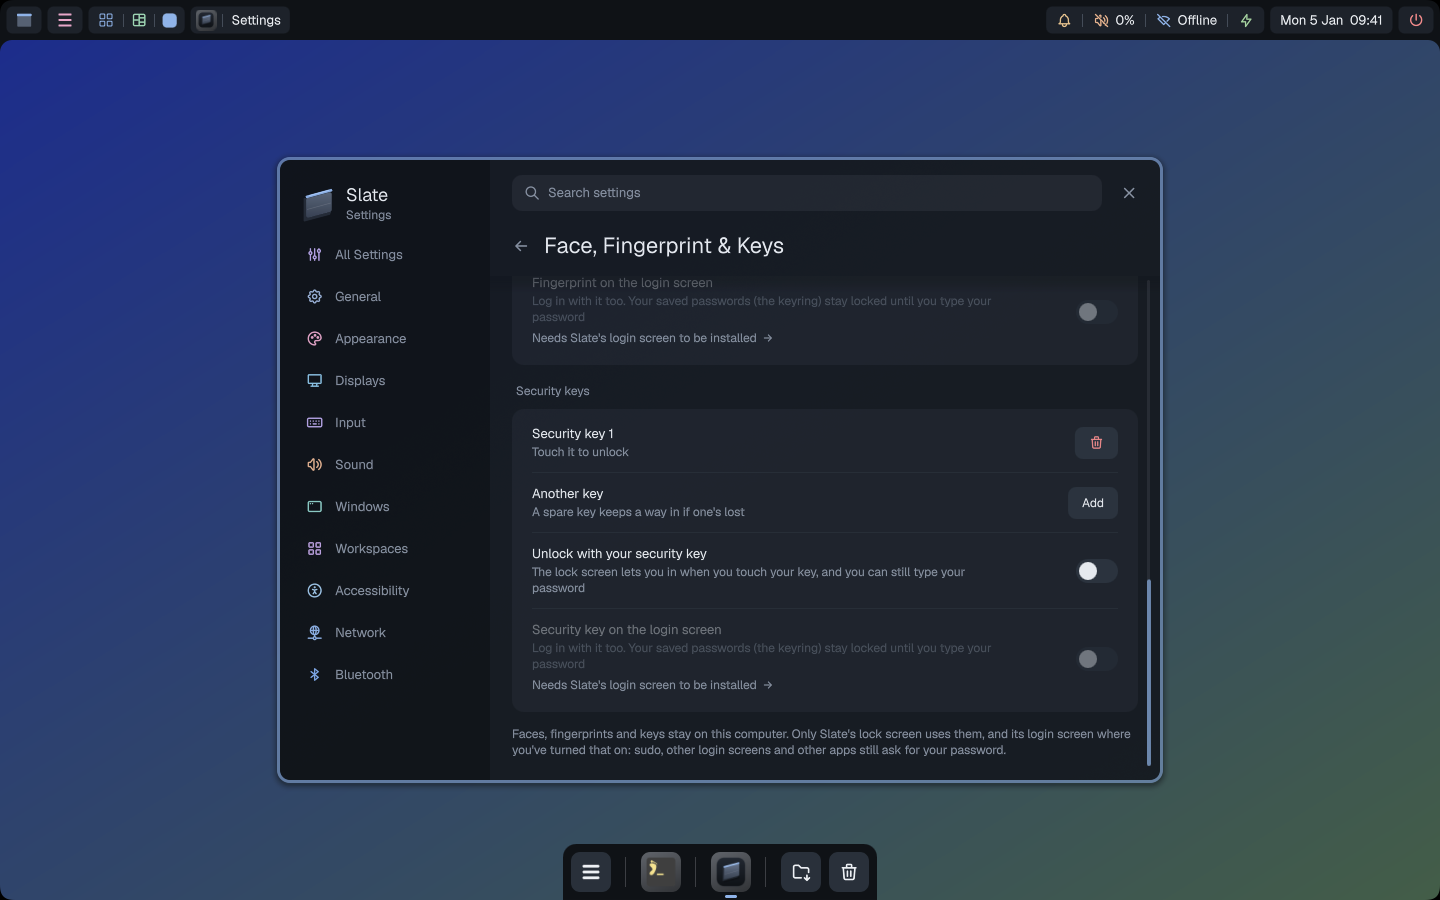 Settings
0%
Offline
Mon 5 Jan 09:41
Slate
Settings
All Settings
General
Appearance
Displays
Input
Sound
Windows
Workspaces
Accessibility
Network
Bluetooth
Search settings
Face, Fingerprint & Keys
Fingerprint on the login screen
Log in with it too. Your saved passwords (the keyring) stay locked until you type your
password
Needs Slate's login screen to be installed →
Security keys
Security key 1
Touch it to unlock
Another key
A spare key keeps a way in if one's lost
Add
Unlock with your security key
The lock screen lets you in when you touch your key, and you can still type your
password
Security key on the login screen
Log in with it too. Your saved passwords (the keyring) stay locked until you type your
password
Needs Slate's login screen to be installed →
Faces, fingerprints and keys stay on this computer. Only Slate's lock screen uses them, and its login screen where
you've turned that on: sudo, other login screens and other apps still ask for your password.